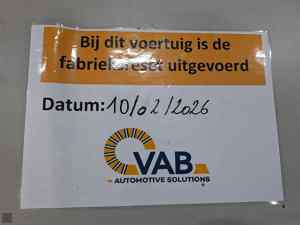 Bij dit voertuig is de
fabrieksreset uitgevoerd
Datum: 10/02/2026
VAB
AUTOMOTIVE SOLUTIONS